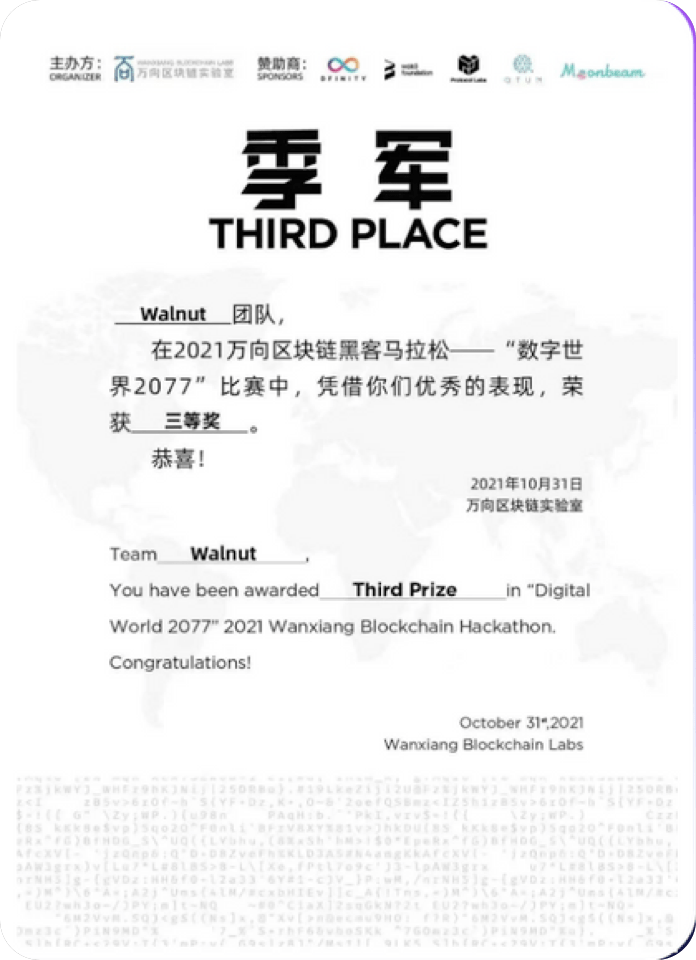 主办方：
ORGANIZER
WANXIANG BLOCKCHAIN LABS
万向区块链实验室
赞助商：
SPONSORS
DFINITY
Web3 foundation
Protocol Labs
QTUM
Moonbeam
季 军
THIRD PLACE
Walnut 团队，
在2021万向区块链黑客马拉松——“数字世
界2077”比赛中，凭借你们优秀的表现，荣
获 三等奖 。
恭喜！
2021年10月31日
万向区块链实验室
Team Walnut ,
You have been awarded Third Prize in “Digital
World 2077” 2021 Wanxiang Blockchain Hackathon.
Congratulations!
October 31st,2021
Wanxiang Blockchain Labs